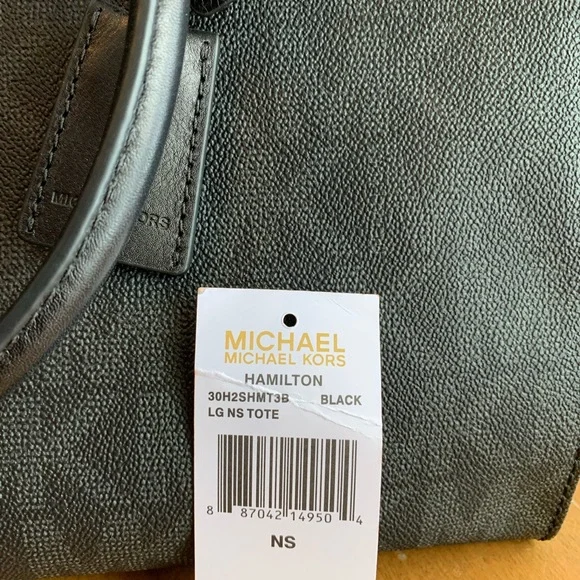 MICHAEL
MICHAEL KORS
HAMILTON
30H2SHMT3B BLACK
LG NS TOTE
8 87042 14950 4
NS